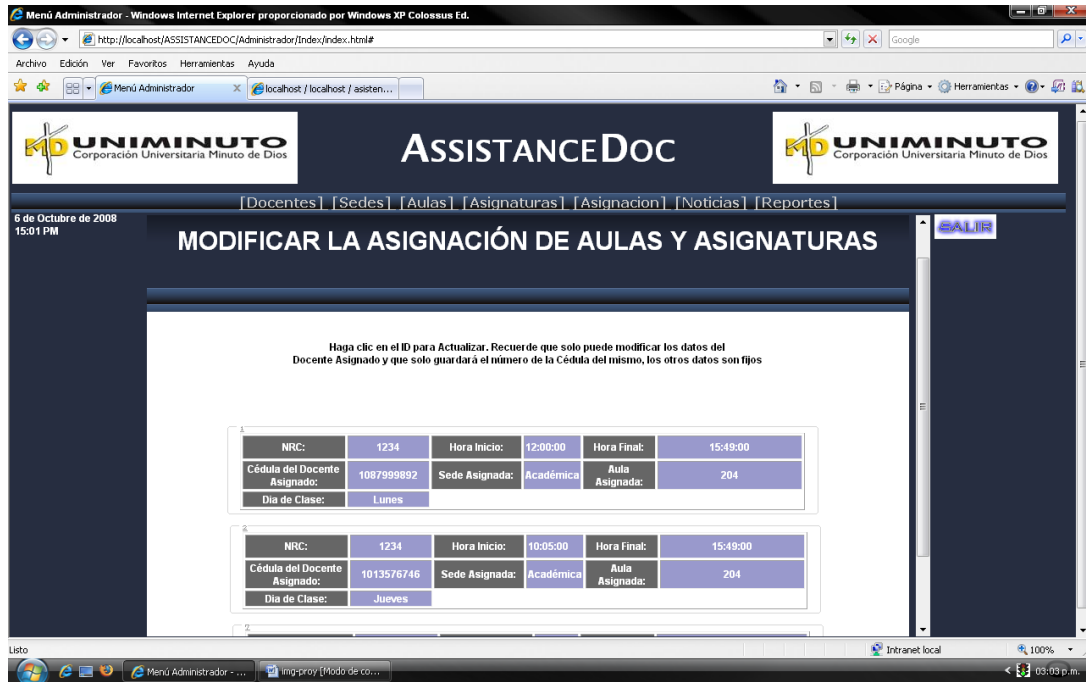 Menú Administrador - Windows Internet Explorer proporcionado por Windows XP Colossus Ed.
http://localhost/ASSISTANCEDOC/Administrador/Index/index.html#
Google
Archivo Edición Ver Favoritos Herramientas Ayuda
Menú Administrador
localhost / localhost / asisten...
Página Herramientas
UNIMINUTO
Corporación Universitaria Minuto de Dios
ASSISTANCEDOC
UNIMINUTO
Corporación Universitaria Minuto de Dios
[Docentes] [Sedes] [Aulas] [Asignaturas] [Asignacion] [Noticias] [Reportes]
6 de Octubre de 2008
15:01 PM
SALIR
MODIFICAR LA ASIGNACIÓN DE AULAS Y ASIGNATURAS
Haga clic en el ID para Actualizar. Recuerde que solo puede modificar los datos del
Docente Asignado y que solo guardará el número de la Cédula del mismo, los otros datos son fijos
1
NRC: 1234 Hora Inicio: 12:00:00 Hora Final: 15:49:00
Cédula del Docente Asignado: 1087999892 Sede Asignada: Académica Aula Asignada: 204
Dia de Clase: Lunes
2
NRC: 1234 Hora Inicio: 10:05:00 Hora Final: 15:49:00
Cédula del Docente Asignado: 1013576746 Sede Asignada: Académica Aula Asignada: 204
Dia de Clase: Jueves
Listo
Intranet local
100%
Menú Administrador - ...
img-proy [Modo de co...
03:03 p.m.